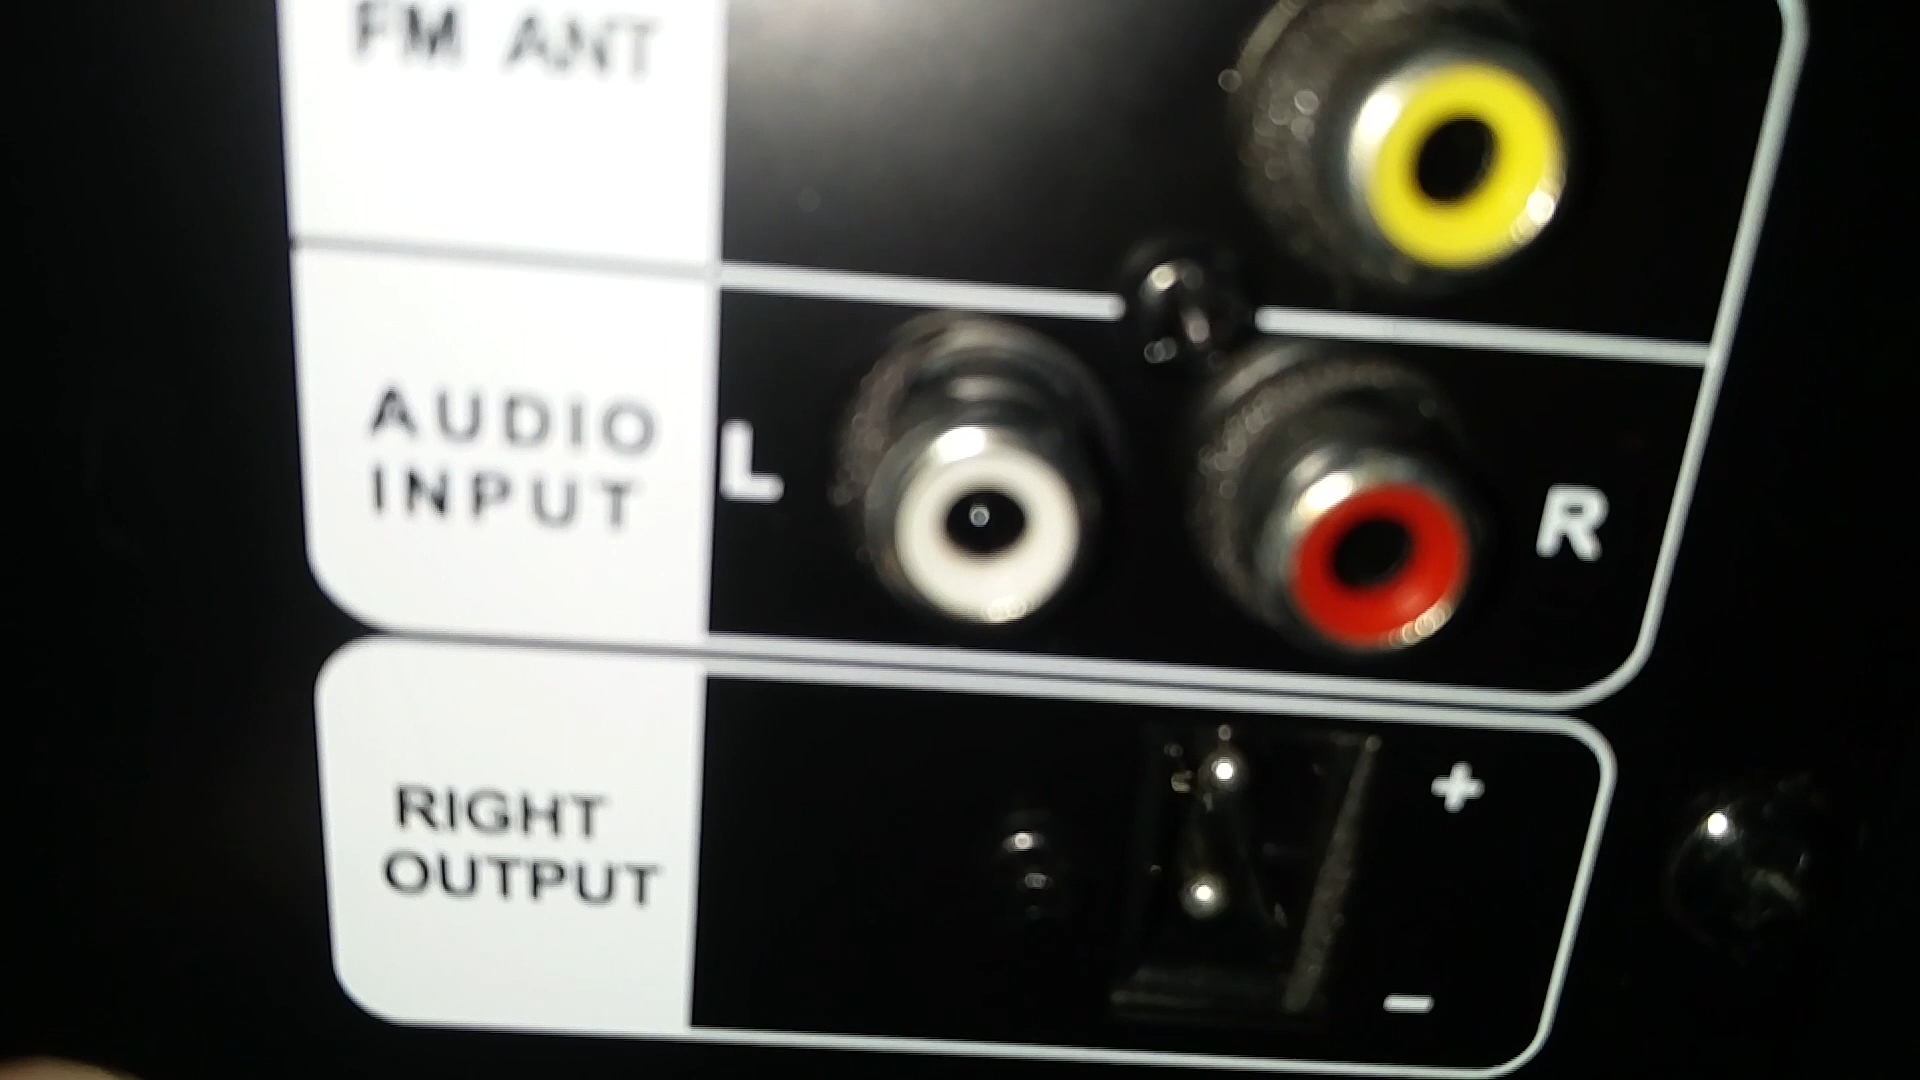 FM ANT
AUDIO
INPUT
L
R
RIGHT
OUTPUT
+
-